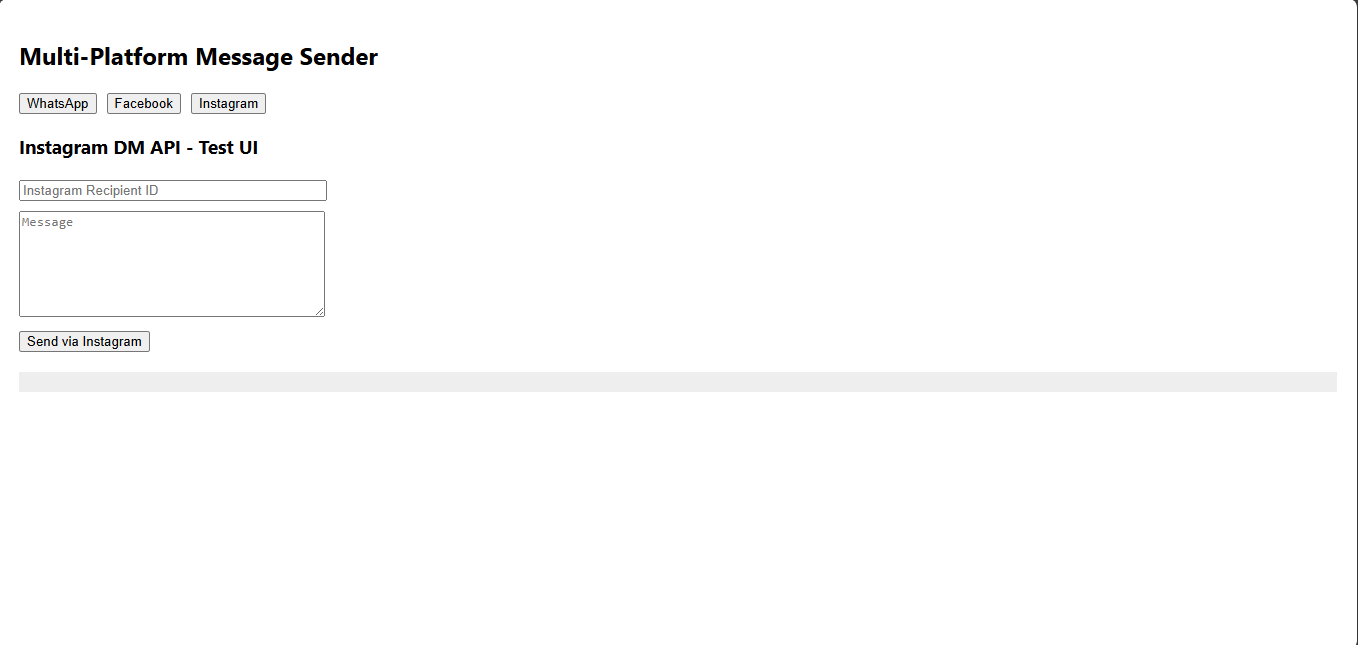 Multi-Platform Message Sender
WhatsApp Facebook Instagram
Instagram DM API - Test UI
Instagram Recipient ID
Message
Send via Instagram